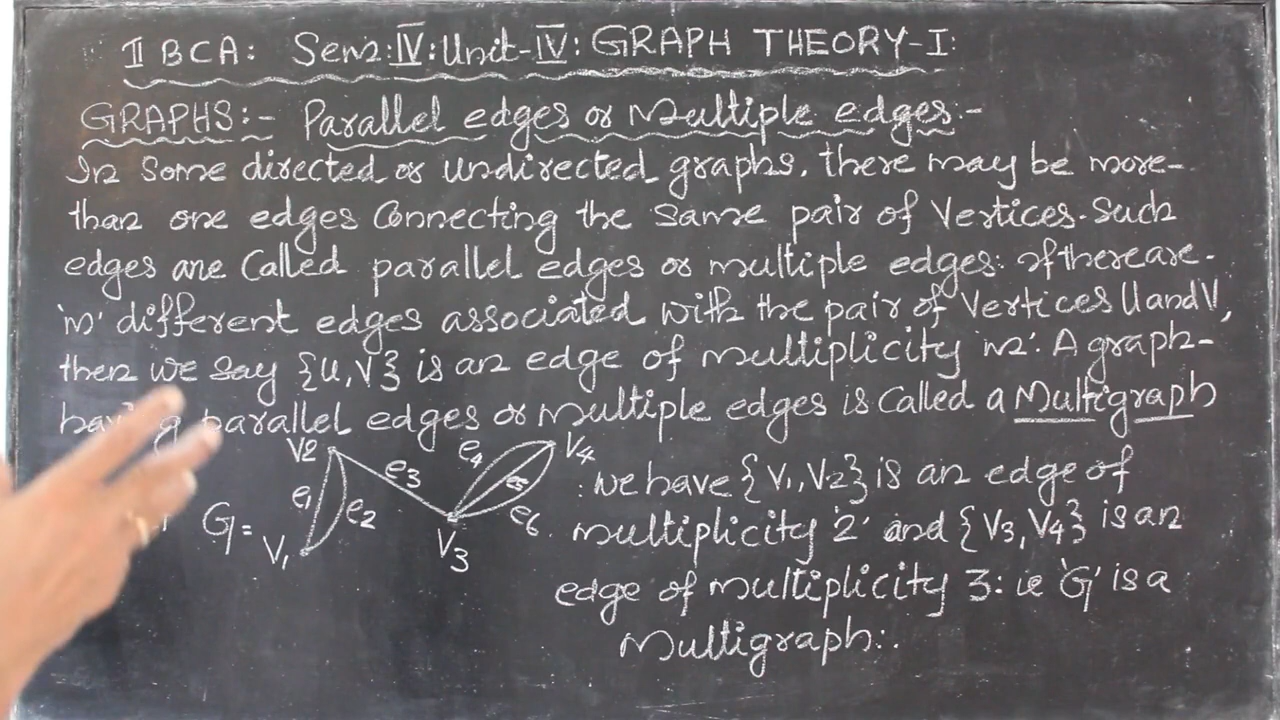 II BCA: Sem:IV:Unit-IV: GRAPH THEORY-I:
GRAPHS:- Parallel edges or Multiple edges:-
In some directed or undirected graphs, there may be more-
than one edges Connecting the same pair of Vertices. Such
edges are Called parallel edges or multiple edges: If there are-
'm' different edges associated with the pair of Vertices U and V,
then we say {U,V} is an edge of multiplicity 'm'. A graph-
having parallel edges or multiple edges is Called a Multigraph
V2 e3 e4 V4
e1 e2 e5 e6
G= V1 V3
: we have {V1,V2} is an edge of
multiplicity '2' and {V3,V4} is an
edge of multiplicity 3: ie 'G' is a
Multigraph:.